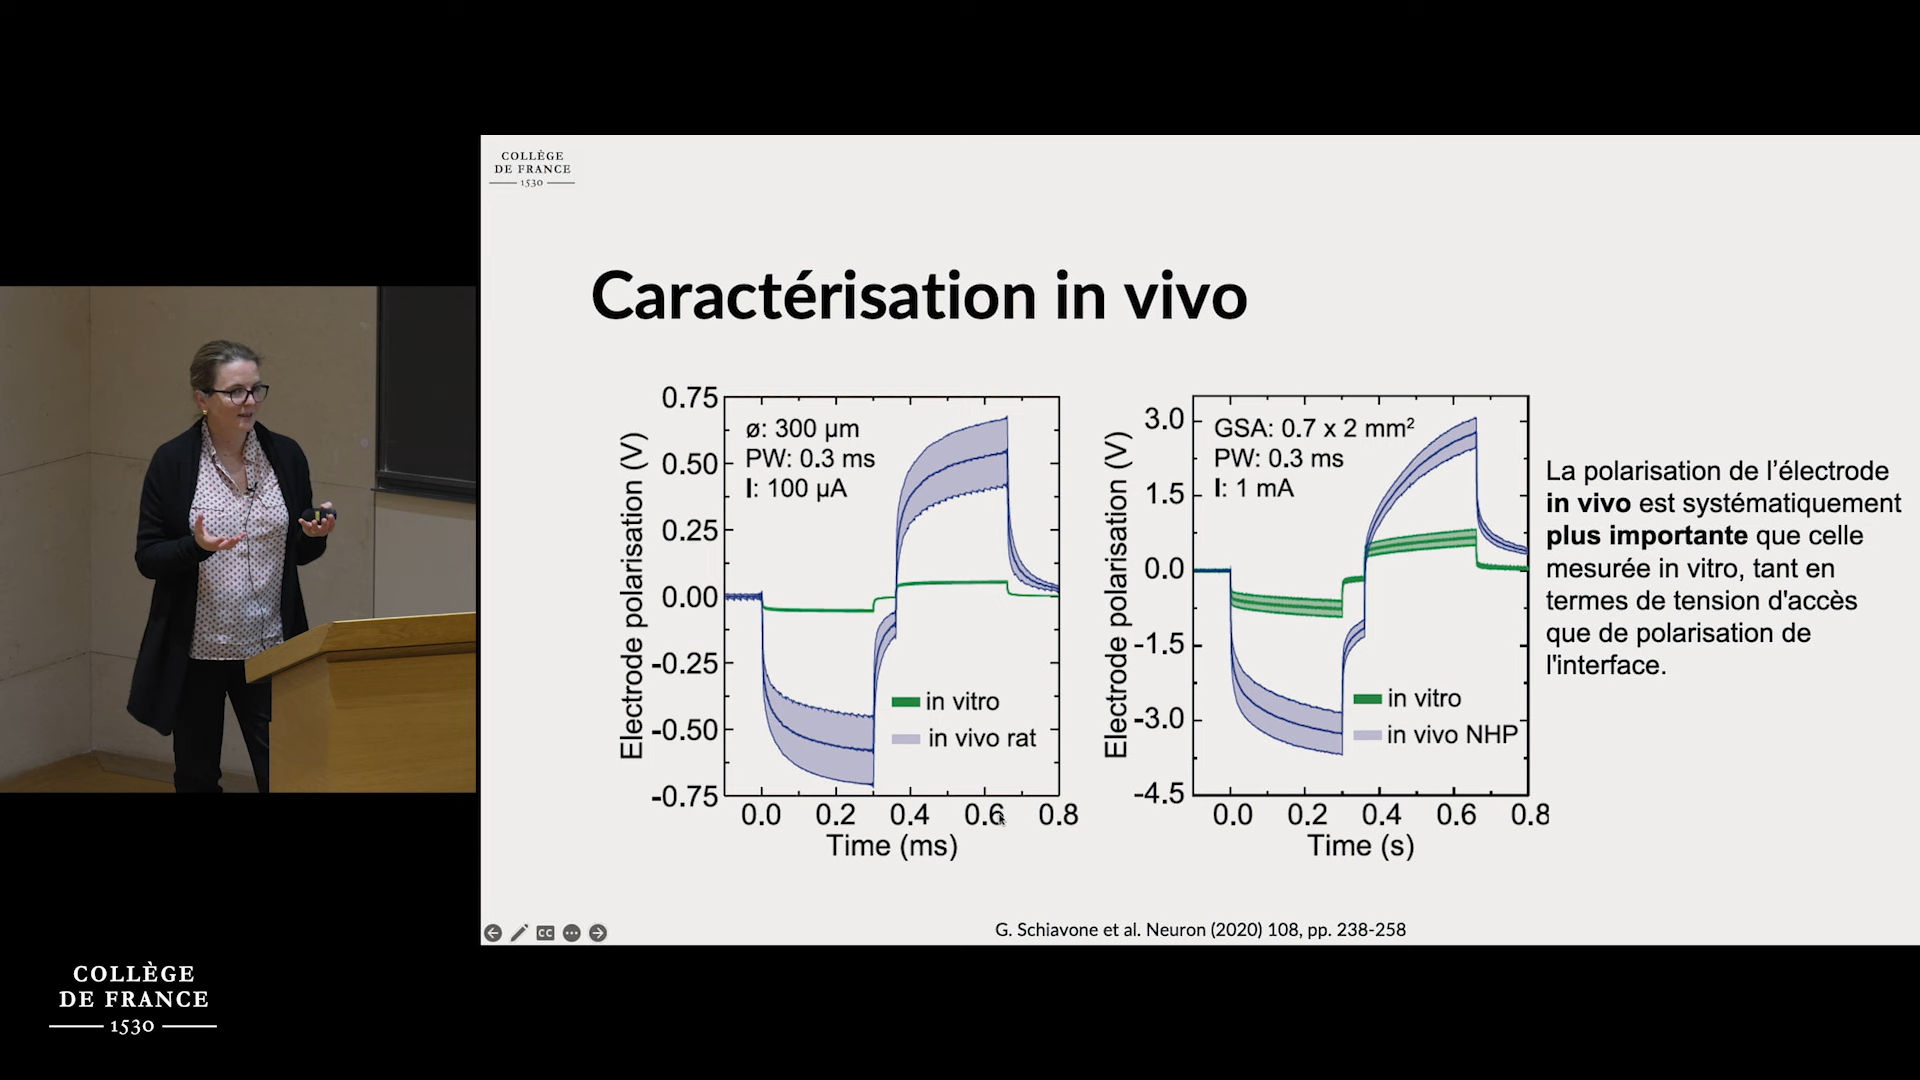 COLLÈGE
DE FRANCE
1530
Caractérisation in vivo
0.75
0.50
0.25
0.00
-0.25
-0.50
-0.75
Electrode polarisation (V)
ø: 300 µm
PW: 0.3 ms
I: 100 µA
in vitro
in vivo rat
0.0 0.2 0.4 0.6 0.8
Time (ms)
3.0
1.5
0.0
-1.5
-3.0
-4.5
Electrode polarisation (V)
GSA: 0.7 x 2 mm²
PW: 0.3 ms
I: 1 mA
in vitro
in vivo NHP
0.0 0.2 0.4 0.6 0.8
Time (s)
La polarisation de l’électrode
in vivo est systématiquement
plus importante que celle
mesurée in vitro, tant en
termes de tension d'accès
que de polarisation de
l'interface.
CC
G. Schiavone et al. Neuron (2020) 108, pp. 238-258
COLLÈGE
DE FRANCE
1530